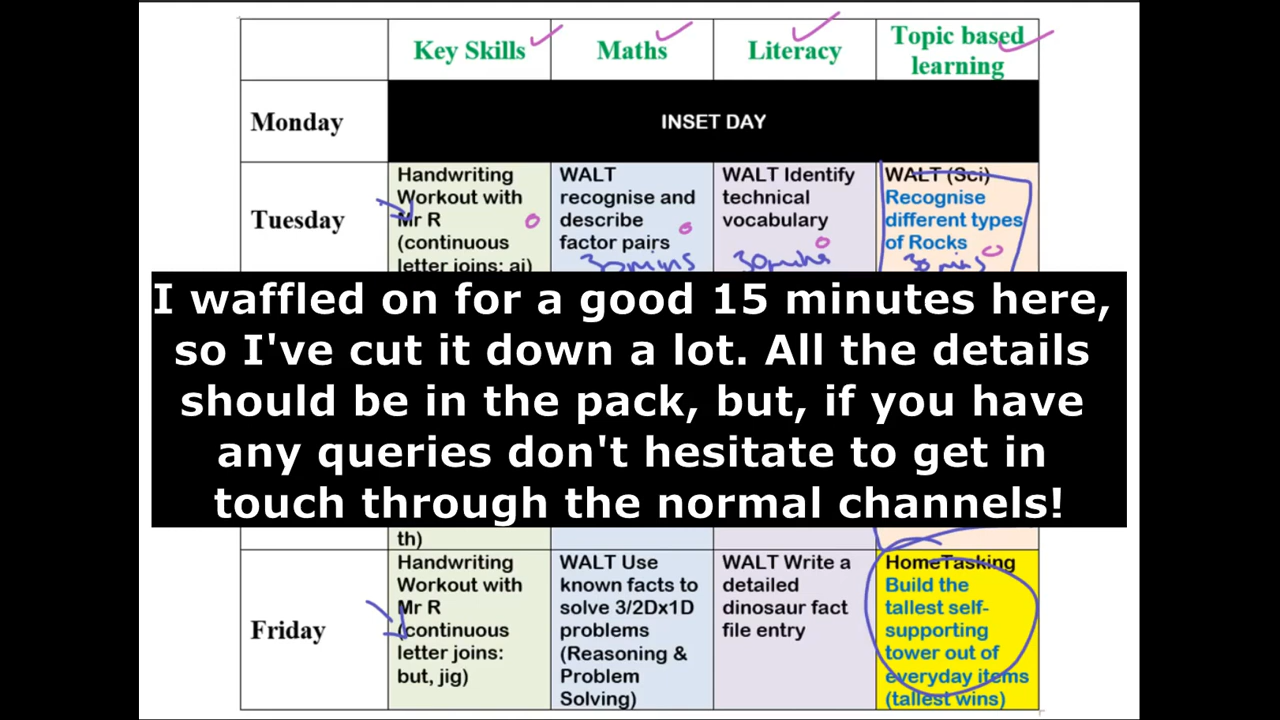 Key Skills
Maths
Literacy
Topic based
learning
Monday
INSET DAY
Tuesday
Handwriting
Workout with
Mr R
(continuous
letter joins: ai)
WALT
recognise and
describe
factor pairs
30mins
WALT Identify
technical
vocabulary
30mins
WALT (Sci)
Recognise
different types
of Rocks
30 mins
I waffled on for a good 15 minutes here,
so I've cut it down a lot. All the details
should be in the pack, but, if you have
any queries don't hesitate to get in
touch through the normal channels!
th)
Friday
Handwriting
Workout with
Mr R
(continuous
letter joins:
but, jig)
WALT Use
known facts to
solve 3/2Dx1D
problems
(Reasoning &
Problem
Solving)
WALT Write a
detailed
dinosaur fact
file entry
HomeTasking
Build the
tallest self-
supporting
tower out of
everyday items
(tallest wins)